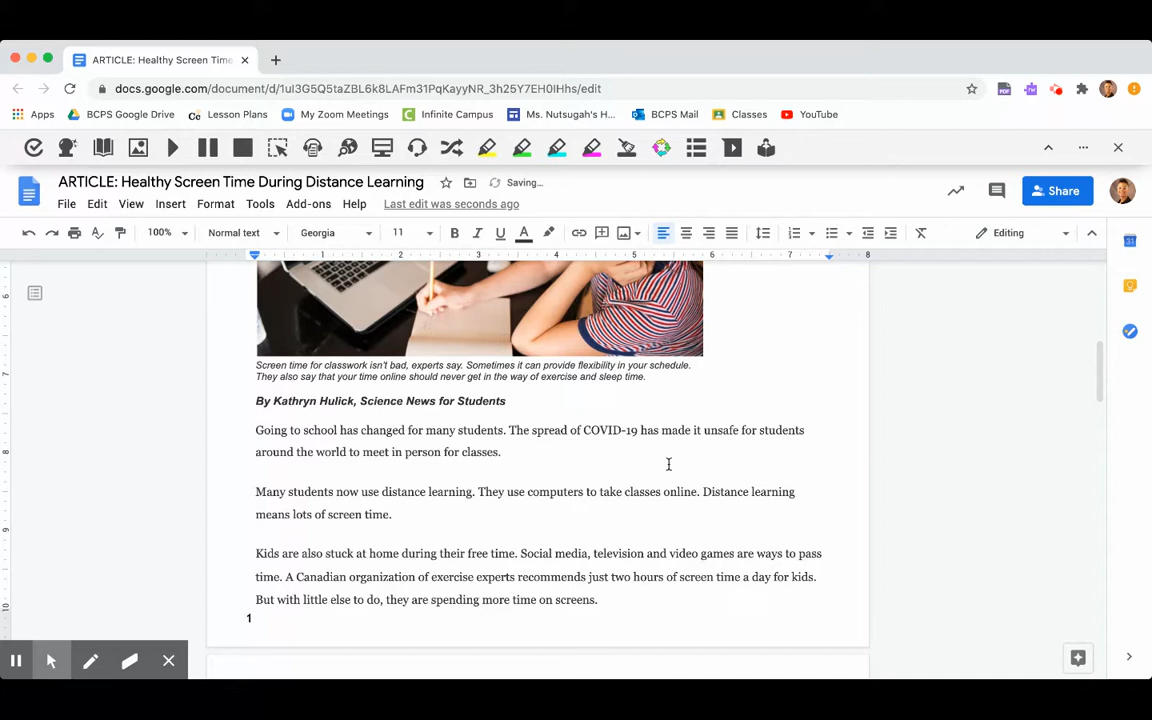 ARTICLE: Healthy Screen Time
docs.google.com/document/d/1uI3G5Q5taZBL6k8LAFm31PqKayyNR_3h25Y7EH0IHhs/edit
Apps BCPS Google Drive Lesson Plans My Zoom Meetings Infinite Campus Ms. Nutsugah's H... BCPS Mail Classes YouTube
ARTICLE: Healthy Screen Time During Distance Learning Saving...
Share
File Edit View Insert Format Tools Add-ons Help Last edit was seconds ago
100% Normal text Georgia 11 B I U A Editing
1 1 2 3 4 5 6 7 8
Screen time for classwork isn't bad, experts say. Sometimes it can provide flexibility in your schedule.
They also say that your time online should never get in the way of exercise and sleep time.
By Kathryn Hulick, Science News for Students
Going to school has changed for many students. The spread of COVID-19 has made it unsafe for students
around the world to meet in person for classes.
Many students now use distance learning. They use computers to take classes online. Distance learning
means lots of screen time.
Kids are also stuck at home during their free time. Social media, television and video games are ways to pass
time. A Canadian organization of exercise experts recommends just two hours of screen time a day for kids.
But with little else to do, they are spending more time on screens.
1